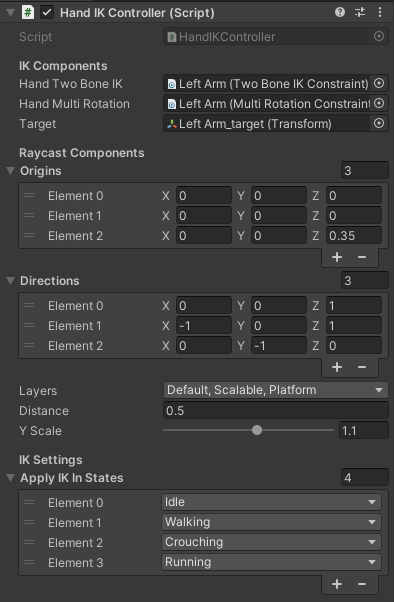 # Hand IK Controller (Script)
Script # HandIKController
IK Components
Hand Two Bone IK Left Arm (Two Bone IK Constraint)
Hand Multi Rotation Left Arm (Multi Rotation Constraint
Target Left Arm_target (Transform)
Raycast Components
Origins 3
Element 0 X 0 Y 0 Z 0
Element 1 X 0 Y 0 Z 0
Element 2 X 0 Y 0 Z 0.35
+ −
Directions 3
Element 0 X 0 Y 0 Z 1
Element 1 X -1 Y 0 Z 1
Element 2 X 0 Y -1 Z 0
+ −
Layers Default, Scalable, Platform
Distance 0.5
Y Scale 1.1
IK Settings
Apply IK In States 4
Element 0 Idle
Element 1 Walking
Element 2 Crouching
Element 3 Running
+ −